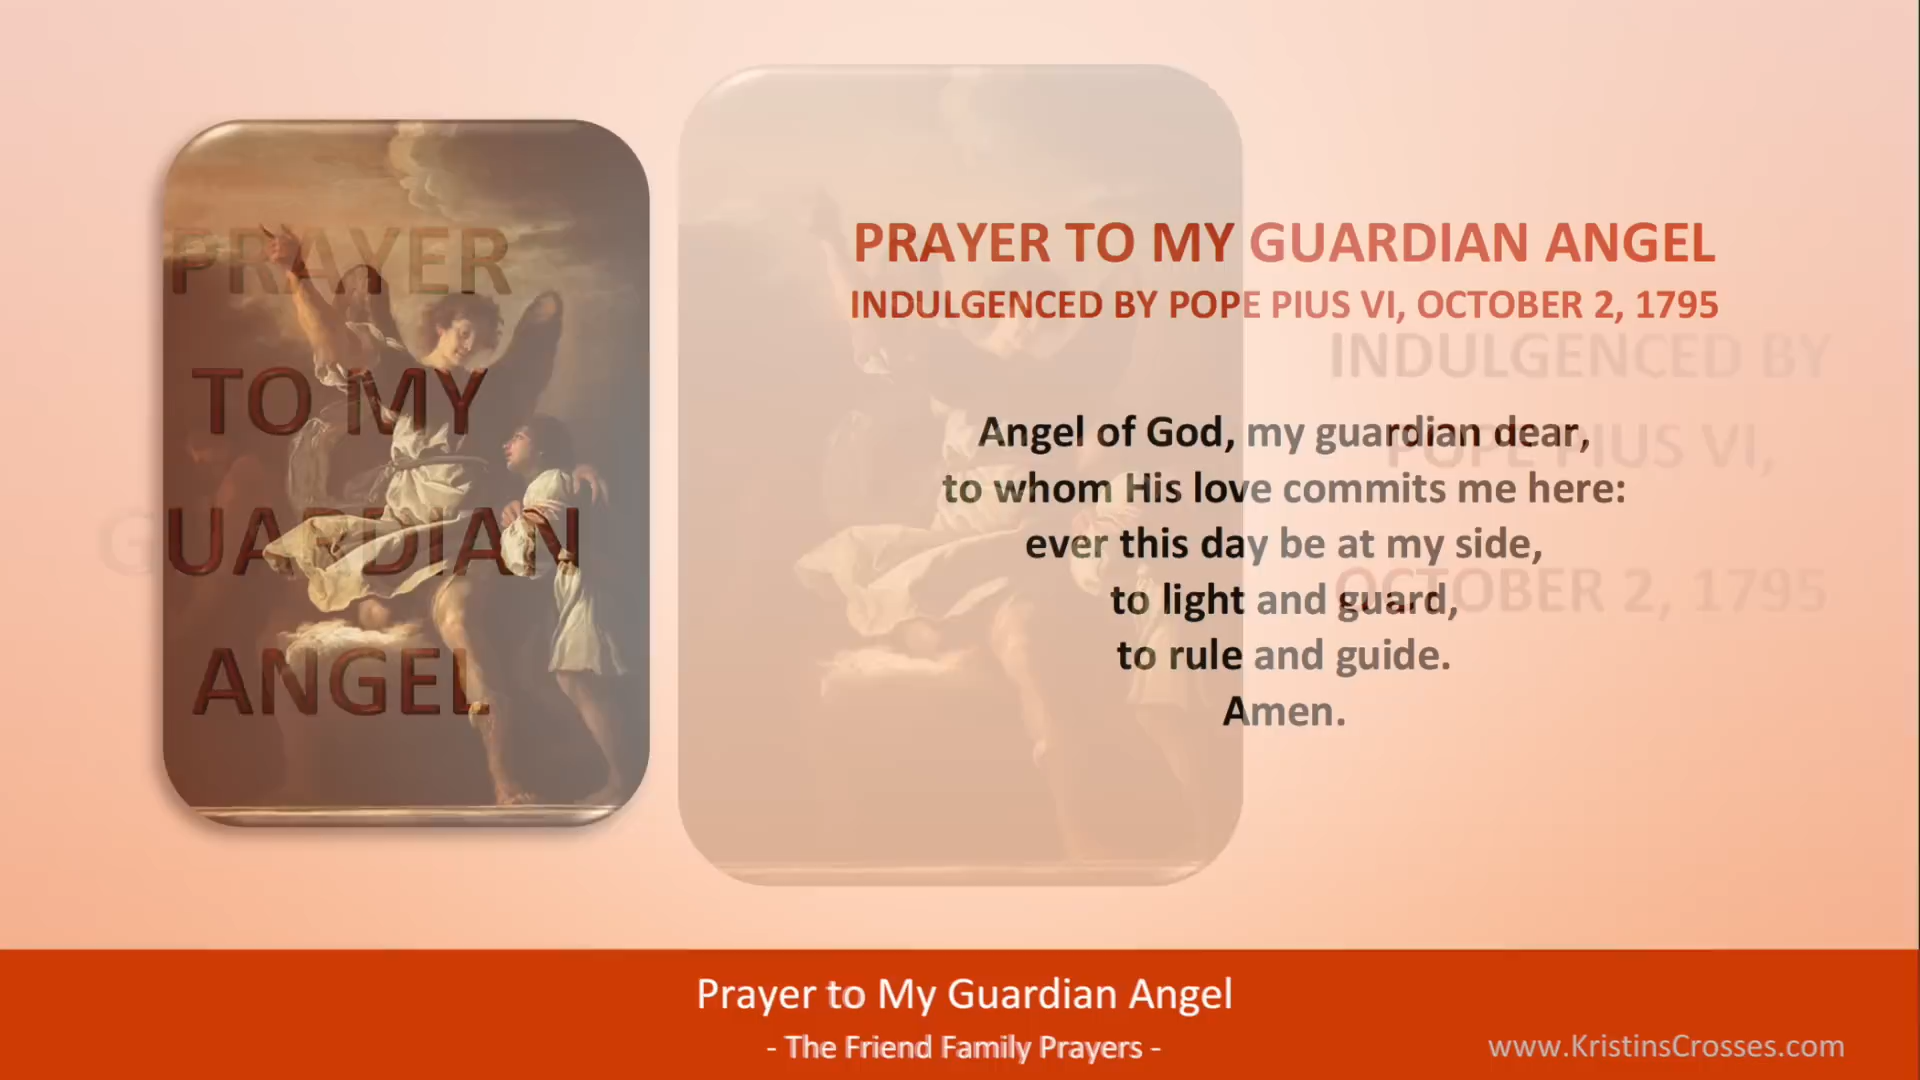 PRAYER
TO MY
GUARDIAN
ANGEL
PRAYER TO MY GUARDIAN ANGEL
INDULGENCED BY POPE PIUS VI, OCTOBER 2, 1795
INDULGENCED BY
POPE PIUS VI,
OCTOBER 2, 1795
Angel of God, my guardian dear,
to whom His love commits me here:
ever this day be at my side,
to light and guard,
to rule and guide.
Amen.
Prayer to My Guardian Angel
- The Friend Family Prayers -
www.KristinsCrosses.com